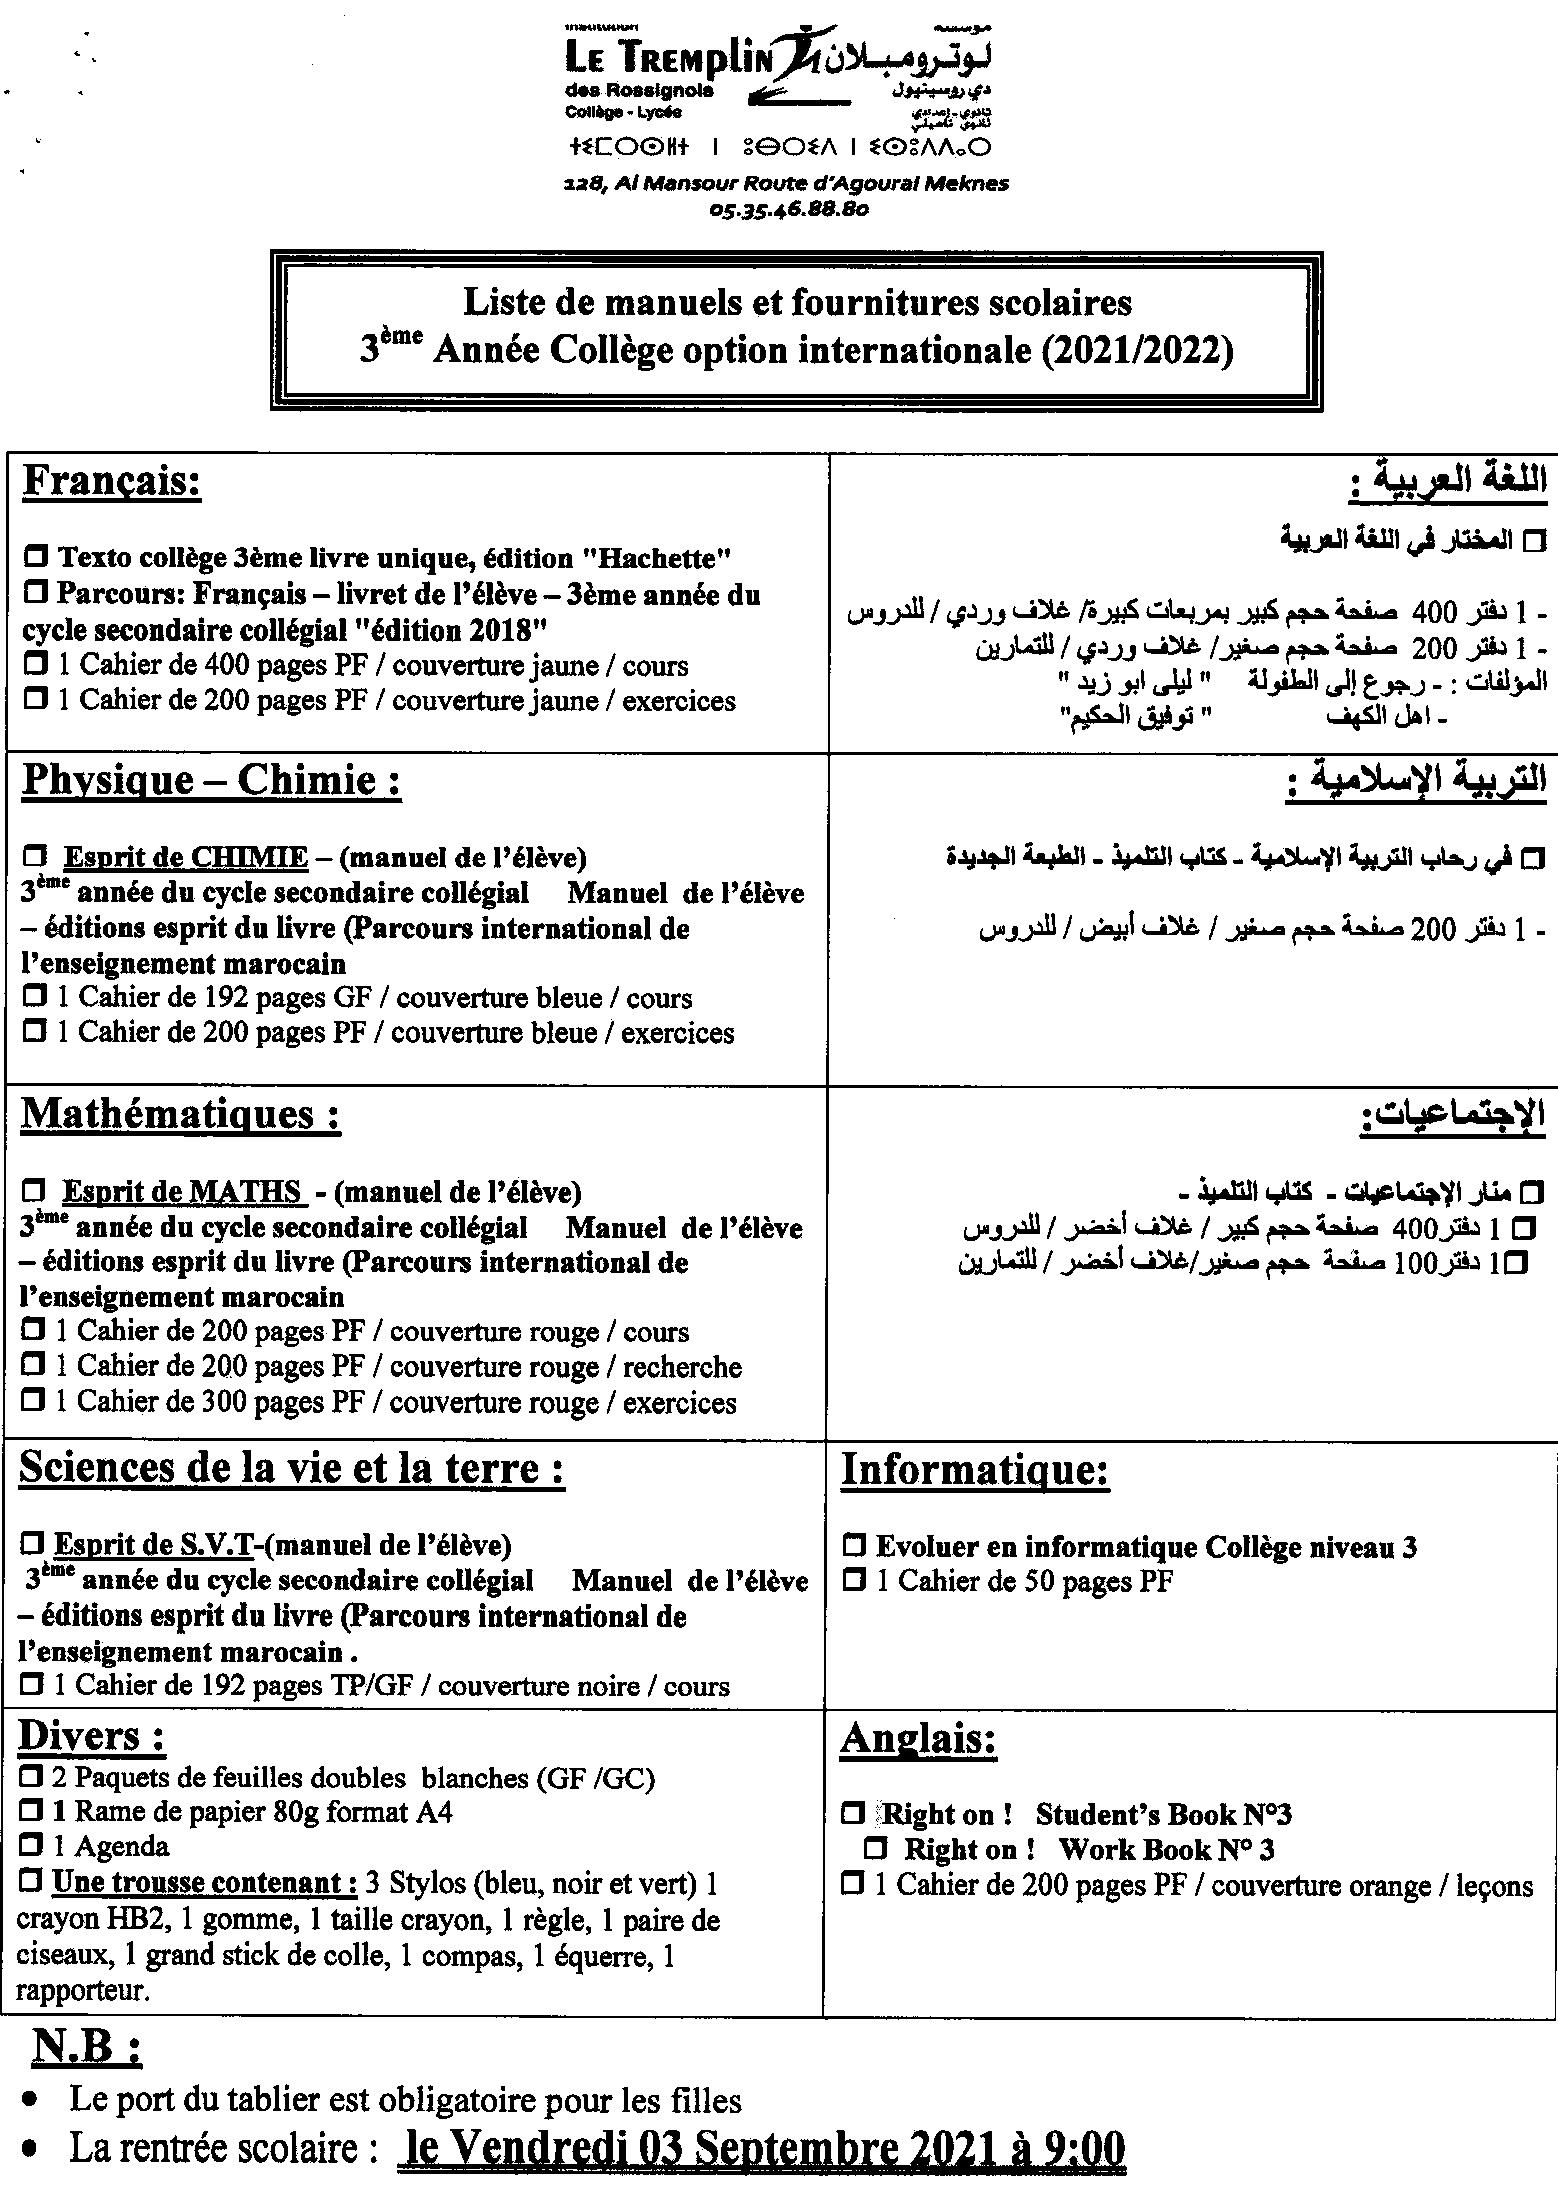 Institution
LE TREMPLIN
des Rossignols
Collège - Lycée
موسسة
لوترومبلان
دي روسينيول
ثانوي - إعدادي
ثانوي تأهيلي
ⵜⵉⵎⵔⵙⵍⵜ ⵏ ⵓⴱⵔⵉⴷ ⵏ ⵉⵙⵓⴷⴷⴰⵔ
128, Al Mansour Route d'Agourai Meknes
05.35.46.88.80
Liste de manuels et fournitures scolaires
3ème Année Collège option internationale (2021/2022)
Français:
❒ Texto collège 3ème livre unique, édition "Hachette"
❒ Parcours: Français – livret de l'élève – 3ème année du
cycle secondaire collégial "édition 2018"
❒ 1 Cahier de 400 pages PF / couverture jaune / cours
❒ 1 Cahier de 200 pages PF / couverture jaune / exercices
اللغة العربية :
❒ المختار في اللغة العربية
- 1 دفتر 400 صفحة حجم كبير بمربعات كبيرة/ غلاف وردي / للدروس
- 1 دفتر 200 صفحة حجم صغير/ غلاف وردي / للتمارين
المؤلفات : - رجوع إلى الطفولة " ليلى ابو زيد "
- اهل الكهف " توفيق الحكيم"
Physique – Chimie :
❒ Esprit de CHIMIE – (manuel de l'élève)
3ème année du cycle secondaire collégial Manuel de l'élève
– éditions esprit du livre (Parcours international de
l'enseignement marocain
❒ 1 Cahier de 192 pages GF / couverture bleue / cours
❒ 1 Cahier de 200 pages PF / couverture bleue / exercices
التربية الإسلامية :
❒ في رحاب التربية الإسلامية - كتاب التلميذ - الطبعة الجديدة
- 1 دفتر 200 صفحة حجم صغير / غلاف أبيض / للدروس
Mathématiques :
❒ Esprit de MATHS - (manuel de l'élève)
3ème année du cycle secondaire collégial Manuel de l'élève
– éditions esprit du livre (Parcours international de
l'enseignement marocain
❒ 1 Cahier de 200 pages PF / couverture rouge / cours
❒ 1 Cahier de 200 pages PF / couverture rouge / recherche
❒ 1 Cahier de 300 pages PF / couverture rouge / exercices
الإجتماعيات:
❒ منار الإجتماعيات - كتاب التلميذ -
❒ 1 دفتر400 صفحة حجم كبير / غلاف أخضر / للدروس
❒1 دفتر100 صفحة حجم صغير/غلاف أخضر / للتمارين
Sciences de la vie et la terre :
❒ Esprit de S.V.T-(manuel de l'élève)
3ème année du cycle secondaire collégial Manuel de l'élève
– éditions esprit du livre (Parcours international de
l'enseignement marocain .
❒ 1 Cahier de 192 pages TP/GF / couverture noire / cours
Informatique:
❒ Evoluer en informatique Collège niveau 3
❒ 1 Cahier de 50 pages PF
Divers :
❒ 2 Paquets de feuilles doubles blanches (GF /GC)
❒ 1 Rame de papier 80g format A4
❒ 1 Agenda
❒ Une trousse contenant : 3 Stylos (bleu, noir et vert) 1
crayon HB2, 1 gomme, 1 taille crayon, 1 règle, 1 paire de
ciseaux, 1 grand stick de colle, 1 compas, 1 équerre, 1
rapporteur.
Anglais:
❒ Right on ! Student's Book N°3
❒ Right on ! Work Book N° 3
❒ 1 Cahier de 200 pages PF / couverture orange / leçons
N.B :
• Le port du tablier est obligatoire pour les filles
• La rentrée scolaire : le Vendredi 03 Septembre 2021 à 9:00